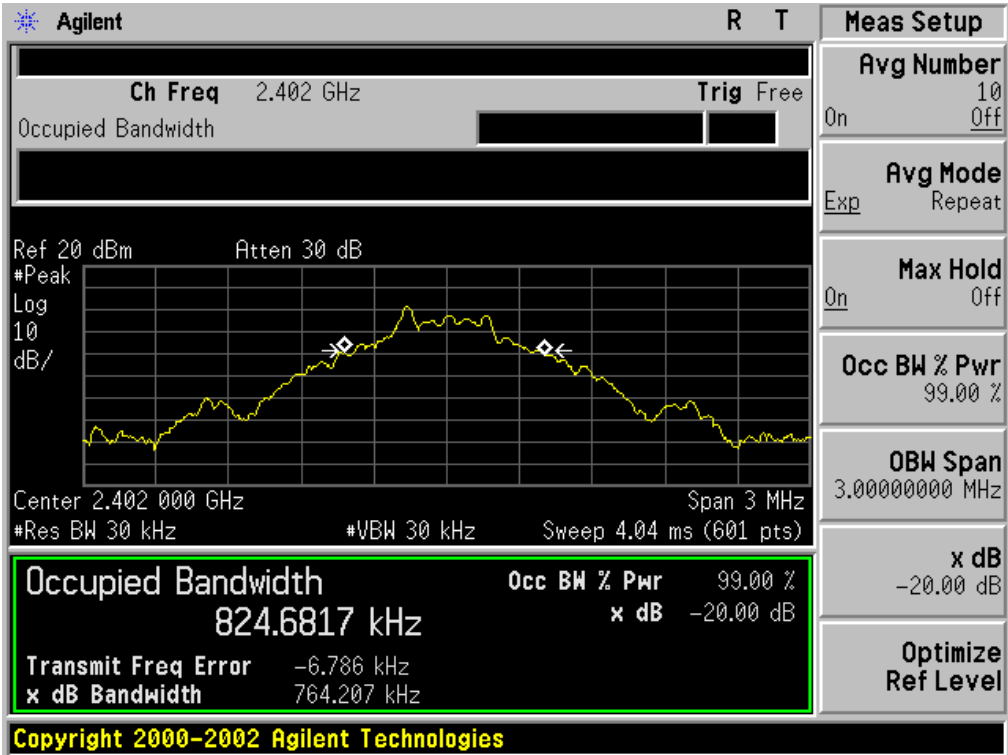 Agilent R T
Ch Freq 2.402 GHz Trig Free
Occupied Bandwidth
Ref 20 dBm Atten 30 dB
#Peak
Log
10
dB/
Center 2.402 000 GHz Span 3 MHz
#Res BW 30 kHz #VBW 30 kHz Sweep 4.04 ms (601 pts)
Occupied Bandwidth Occ BW % Pwr 99.00 %
824.6817 kHz x dB -20.00 dB
Transmit Freq Error -6.786 kHz
x dB Bandwidth 764.207 kHz
Copyright 2000-2002 Agilent Technologies
Meas Setup
Avg Number
10
On Off
Avg Mode
Exp Repeat
Max Hold
On Off
Occ BW % Pwr
99.00 %
OBW Span
3.00000000 MHz
x dB
-20.00 dB
Optimize
Ref Level